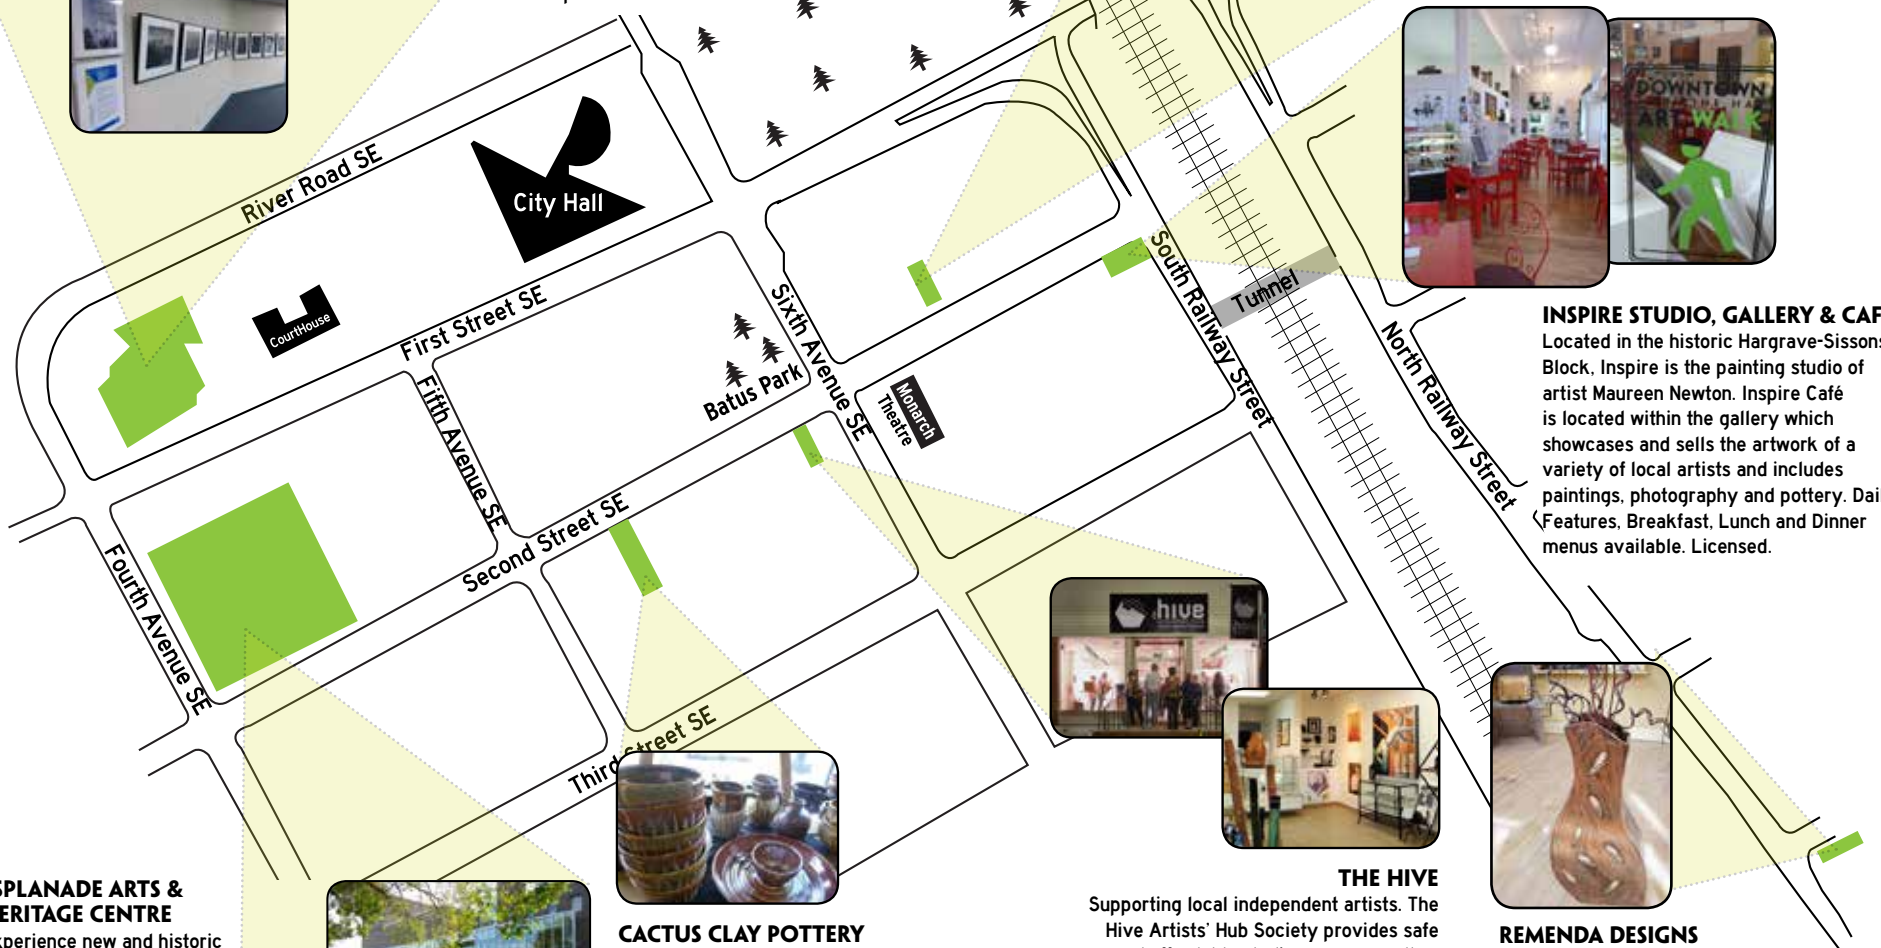 River Road SE
City Hall
CourtHouse
First Street SE
Fifth Avenue SE
Batus Park
Sixth Avenue SE
Monarch
Theatre
South Railway Street
Tunnel
North Railway Street
Second Street SE
Fourth Avenue SE
Third Street SE
DOWNTOWN
ART WALK
INSPIRE STUDIO, GALLERY & CAF
Located in the historic Hargrave-Sissons
Block, Inspire is the painting studio of
artist Maureen Newton. Inspire Café
is located within the gallery which
showcases and sells the artwork of a
variety of local artists and includes
paintings, photography and pottery. Dai
Features, Breakfast, Lunch and Dinner
menus available. Licensed.
hive
THE HIVE
Supporting local independent artists. The
Hive Artists' Hub Society provides safe
REMENDA DESIGNS
CACTUS CLAY POTTERY
SPLANADE ARTS &
ERITAGE CENTRE
xperience new and historic